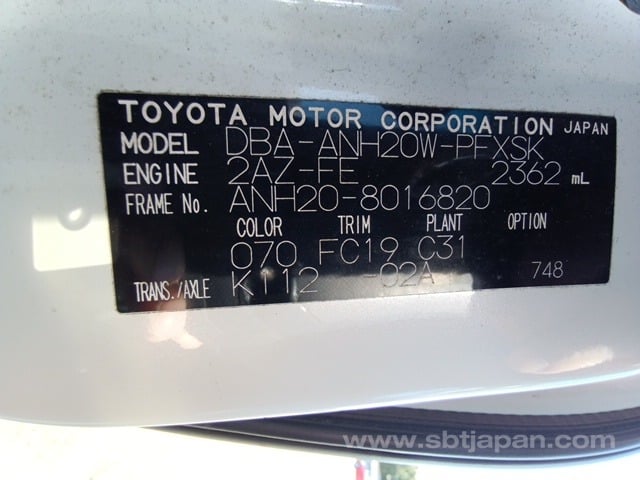 TOYOTA MOTOR CORPORATION JAPAN
MODEL DBA-ANH20W-PFXSK
ENGINE 2AZ-FE 2362 mL
FRAME No. ANH20-8016820
COLOR TRIM PLANT OPTION
070 FC19 C31
TRANS./AXLE K112 -02A 748
www.sbtjapan.com